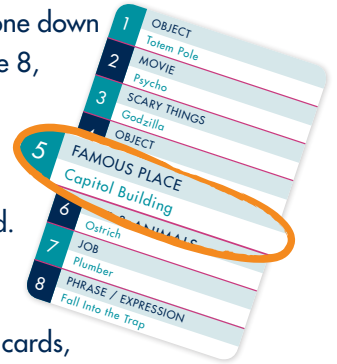 one down
e 8,
d.
cards,
1 OBJECT
Totem Pole
2 MOVIE
Psycho
3 SCARY THINGS
Godzilla
OBJECT
5 FAMOUS PLACE
Capitol Building
6 ANIMALS
Ostrich
7 JOB
Plumber
8 PHRASE / EXPRESSION
Fall Into the Trap